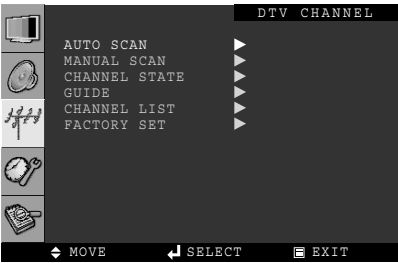 DTV CHANNEL
AUTO SCAN
MANUAL SCAN
CHANNEL STATE
GUIDE
CHANNEL LIST
FACTORY SET
MOVE SELECT EXIT